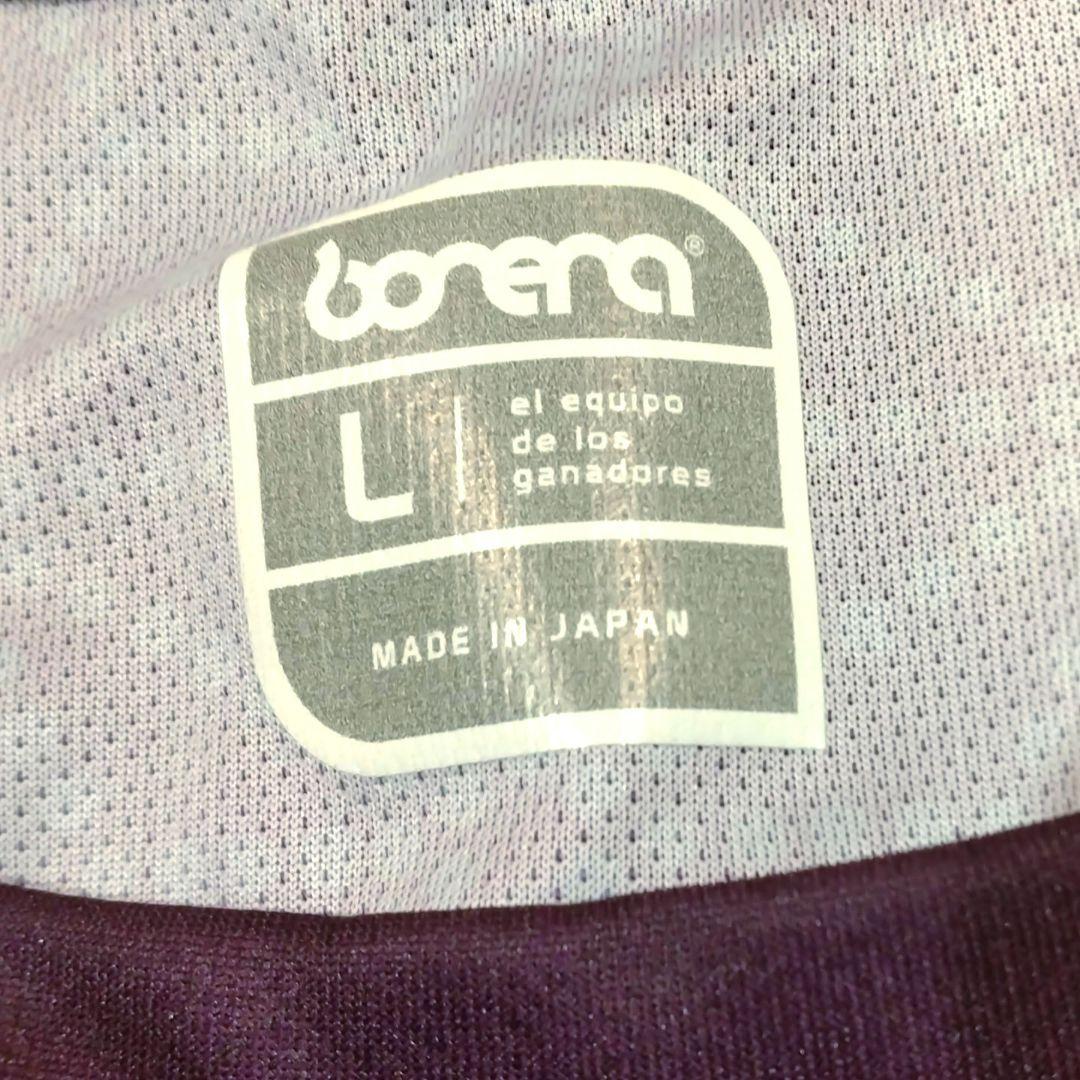 bonera®
L
el equipo
de los
ganadores
MADE IN JAPAN